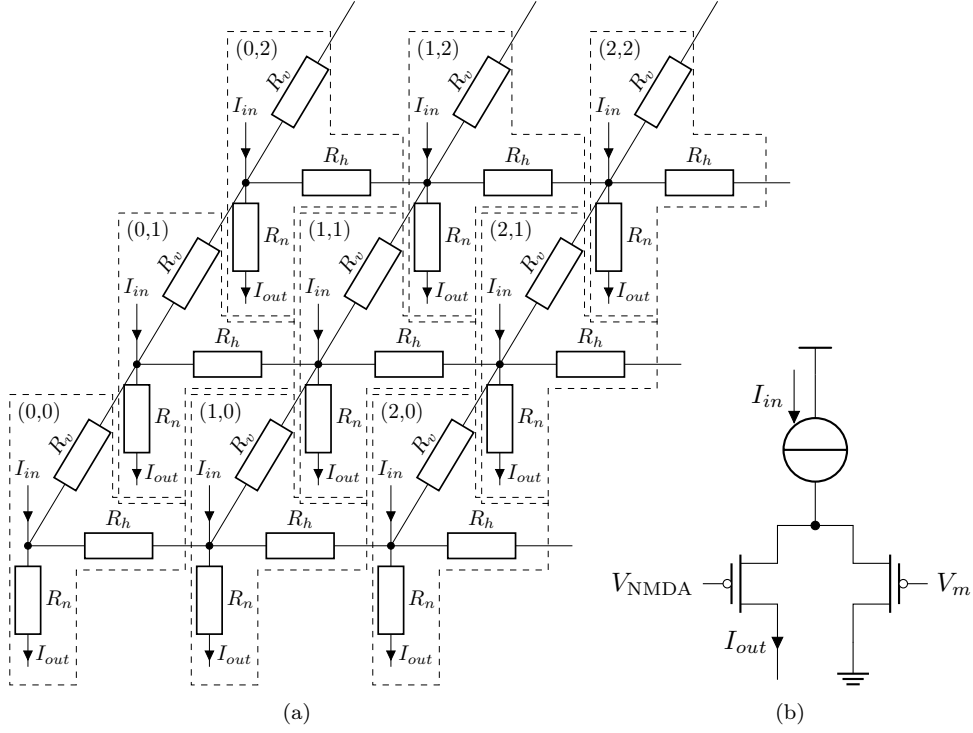 (0,2) (1,2) (2,2)
R_v R_v R_v
I_in I_in I_in
R_h R_h R_h
(0,1) R_n (1,1) R_n (2,1) R_n
R_v R_v R_v
I_in I_out I_in I_out I_in I_out
R_h R_h R_h
(0,0) R_n (1,0) R_n (2,0) R_n
R_v R_v R_v
I_in I_out I_in I_out I_in I_out
R_h R_h R_h
R_n R_n R_n
I_out I_out I_out
(a)
I_in
V_NMDA V_m
I_out
(b)